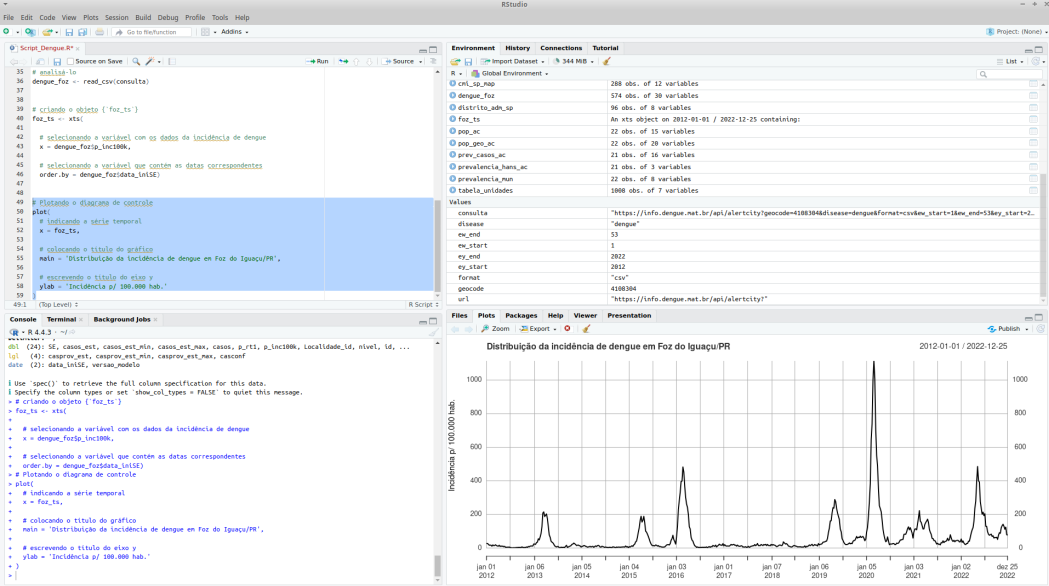 RStudio
File Edit Code View Plots Session Build Debug Profile Tools Help
Go to file/function Addins Project: (None)
Script_Dengue.R*
Source on Save Run Source
35 # analisá-lo
36 dengue_foz <- read_csv(consulta)
37
38
39 # criando o objeto {`foz_ts`}
40 foz_ts <- xts(
41
42 # selecionando a variável com os dados da incidência de dengue
43 x = dengue_foz$p_inc100k,
44
45 # selecionando a variável que contém as datas correspondentes
46 order.by = dengue_foz$data_iniSE)
47
48
49 # Plotando o diagrama de controle
50 plot(
51 # indicando a série temporal
52 x = foz_ts,
53
54 # colocando o título do gráfico
55 main = 'Distribuição da incidência de dengue em Foz do Iguaçu/PR',
56
57 # escrevendo o título do eixo y
58 ylab = 'Incidência p/ 100.000 hab.'
59 )
49:1 (Top Level) R Script
Console Terminal Background Jobs
R 4.4.3 · ~/
Delimiter: ","
dbl (24): SE, casos_est, casos_est_min, casos_est_max, casos, p_rt1, p_inc100k, Localidade_id, nivel, id, ...
lgl (4): casprov_est, casprov_est_min, casprov_est_max, casconf
date (2): data_iniSE, versao_modelo
i Use `spec()` to retrieve the full column specification for this data.
i Specify the column types or set `show_col_types = FALSE` to quiet this message.
> # criando o objeto {`foz_ts`}
> foz_ts <- xts(
+
+ # selecionando a variável com os dados da incidência de dengue
+ x = dengue_foz$p_inc100k,
+
+ # selecionando a variável que contém as datas correspondentes
+ order.by = dengue_foz$data_iniSE)
> # Plotando o diagrama de controle
> plot(
+ # indicando a série temporal
+ x = foz_ts,
+
+ # colocando o título do gráfico
+ main = 'Distribuição da incidência de dengue em Foz do Iguaçu/PR',
+
+ # escrevendo o título do eixo y
+ ylab = 'Incidência p/ 100.000 hab.'
+ )
>
Environment History Connections Tutorial
Import Dataset 344 MiB List
R Global Environment
cmi_sp_map 288 obs. of 12 variables
dengue_foz 574 obs. of 30 variables
distrito_adm_sp 96 obs. of 8 variables
foz_ts An xts object on 2012-01-01 / 2022-12-25 containing:
pop_ac 22 obs. of 15 variables
pop_geo_ac 22 obs. of 20 variables
prev_casos_ac 21 obs. of 16 variables
prevalencia_hans_ac 21 obs. of 3 variables
prevalencia_mun 22 obs. of 8 variables
tabela_unidades 1000 obs. of 7 variables
Values
consulta "https://info.dengue.mat.br/api/alertcity?geocode=4108304&disease=dengue&format=csv&ew_start=1&ew_end=53&ey_start=2…
disease "dengue"
ew_end 53
ew_start 1
ey_end 2022
ey_start 2012
format "csv"
geocode 4108304
url "https://info.dengue.mat.br/api/alertcity?"
Files Plots Packages Help Viewer Presentation
Zoom Export Publish
Distribuição da incidência de dengue em Foz do Iguaçu/PR 2012-01-01 / 2022-12-25
Incidência p/ 100.000 hab.
1000 1000
800 800
600 600
400 400
200 200
0 0
jan 01 jan 06 jan 05 jan 04 jan 03 jan 01 jan 07 jan 06 jan 05 jan 03 jan 02 dez 25
2012 2013 2014 2015 2016 2017 2018 2019 2020 2021 2022 2022